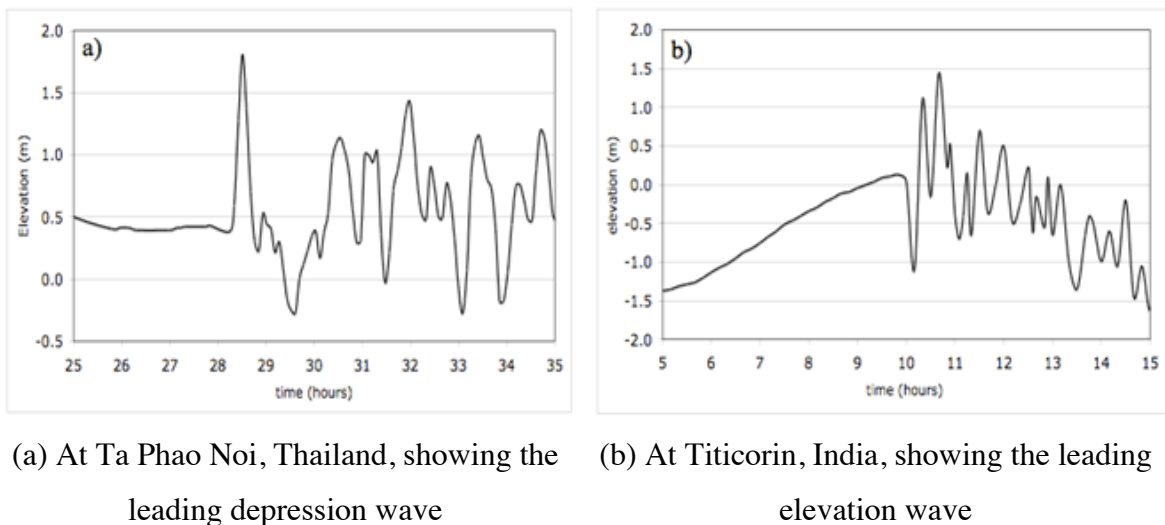 a)
2.0
1.5
1.0
0.5
0.0
-0.5
Elevation (m)
25 26 27 28 29 30 31 32 33 34 35
time (hours)
b)
2.0
1.5
1.0
0.5
0.0
-0.5
-1.0
-1.5
-2.0
elevation (m)
5 6 7 8 9 10 11 12 13 14 15
time (hours)
(a) At Ta Phao Noi, Thailand, showing the
leading depression wave
(b) At Titicorin, India, showing the leading
elevation wave